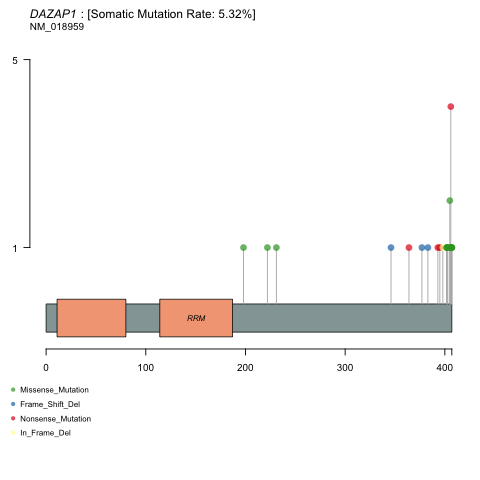 DAZAP1 : [Somatic Mutation Rate: 5.32%]
NM_018959
5
1
RRM
0 100 200 300 400
Missense_Mutation
Frame_Shift_Del
Nonsense_Mutation
In_Frame_Del